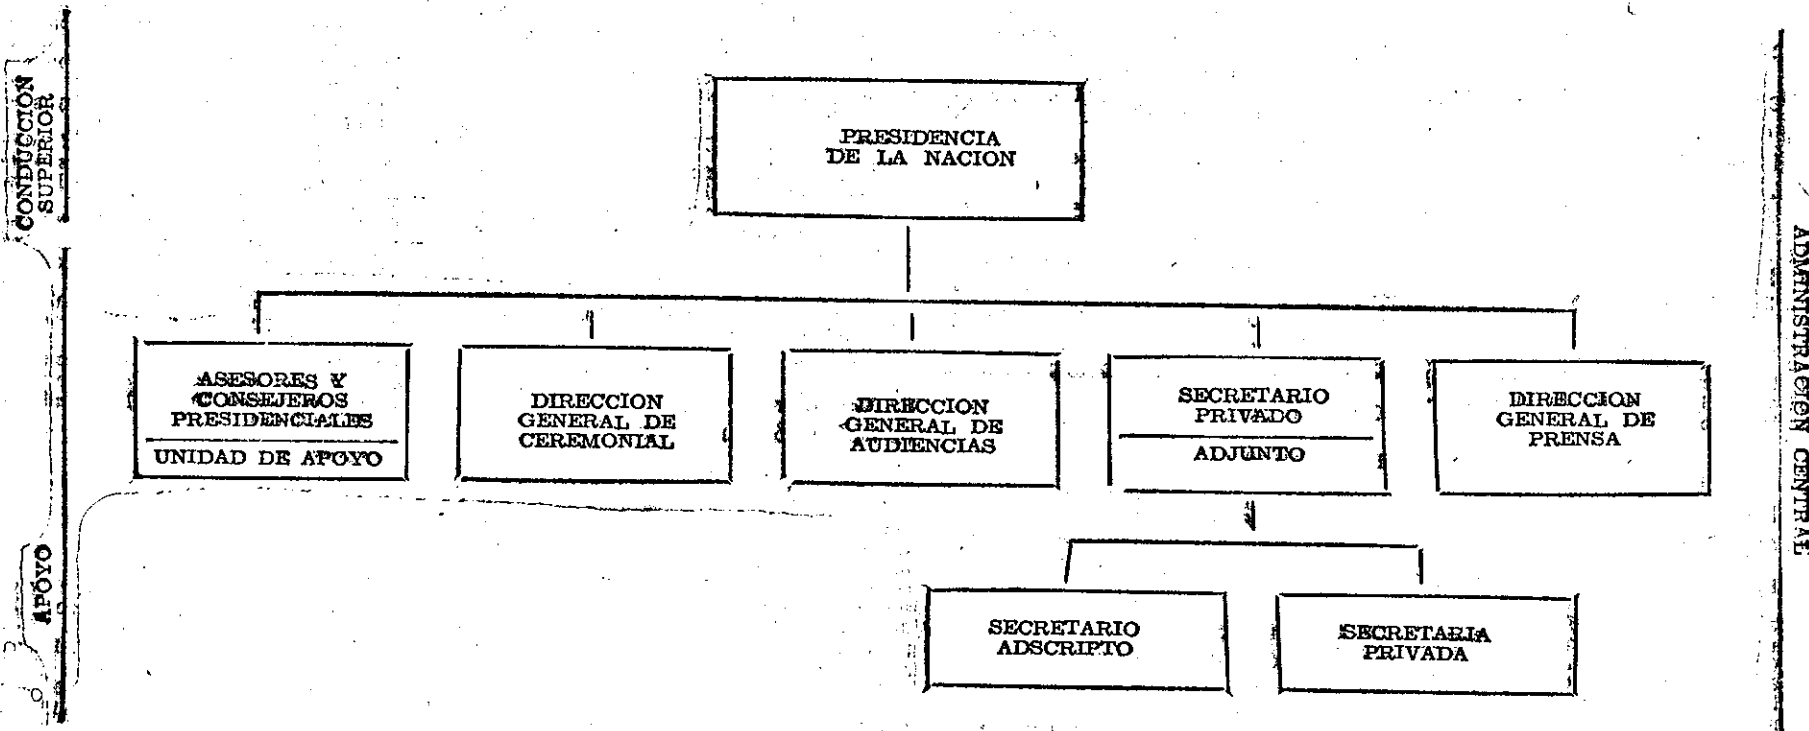 CONDUCCION
SUPERIOR
PRESIDENCIA
DE LA NACION
ADMINISTRACION CENTRAL
ASESORES Y
CONSEJEROS
PRESIDENCIALES
UNIDAD DE APOYO
DIRECCION
GENERAL DE
CEREMONIAL
DIRECCION
GENERAL DE
AUDIENCIAS
SECRETARIO
PRIVADO
ADJUNTO
DIRECCION
GENERAL DE
PRENSA
APOYO
SECRETARIO
ADSCRIPTO
SECRETARIA
PRIVADA